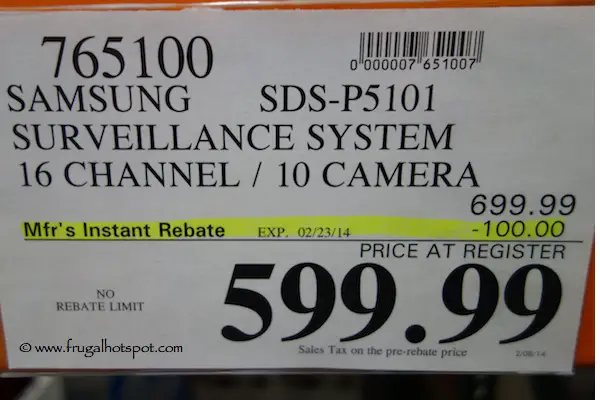 765100
0 000007 651007
SAMSUNG SDS-P5101
SURVEILLANCE SYSTEM
16 CHANNEL / 10 CAMERA
699.99
Mfr's Instant Rebate EXP. 02/23/14 -100.00
PRICE AT REGISTER
599.99
NO
REBATE LIMIT
Sales Tax on the pre-rebate price
2/08/14
© www.frugalhotspot.com